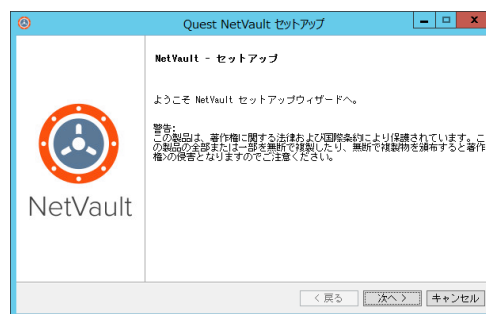 Quest NetVault セットアップ
NetVault - セットアップ
ようこそ NetVault セットアップウィザードへ。
警告:
この製品は、著作権に関する法律および国際条約により保護されています。こ
の製品の全部または一部を無断で複製したり、無断で複製物を頒布すると著作
権の侵害となりますのでご注意ください。
NetVault
< 戻る
次へ >
キャンセル